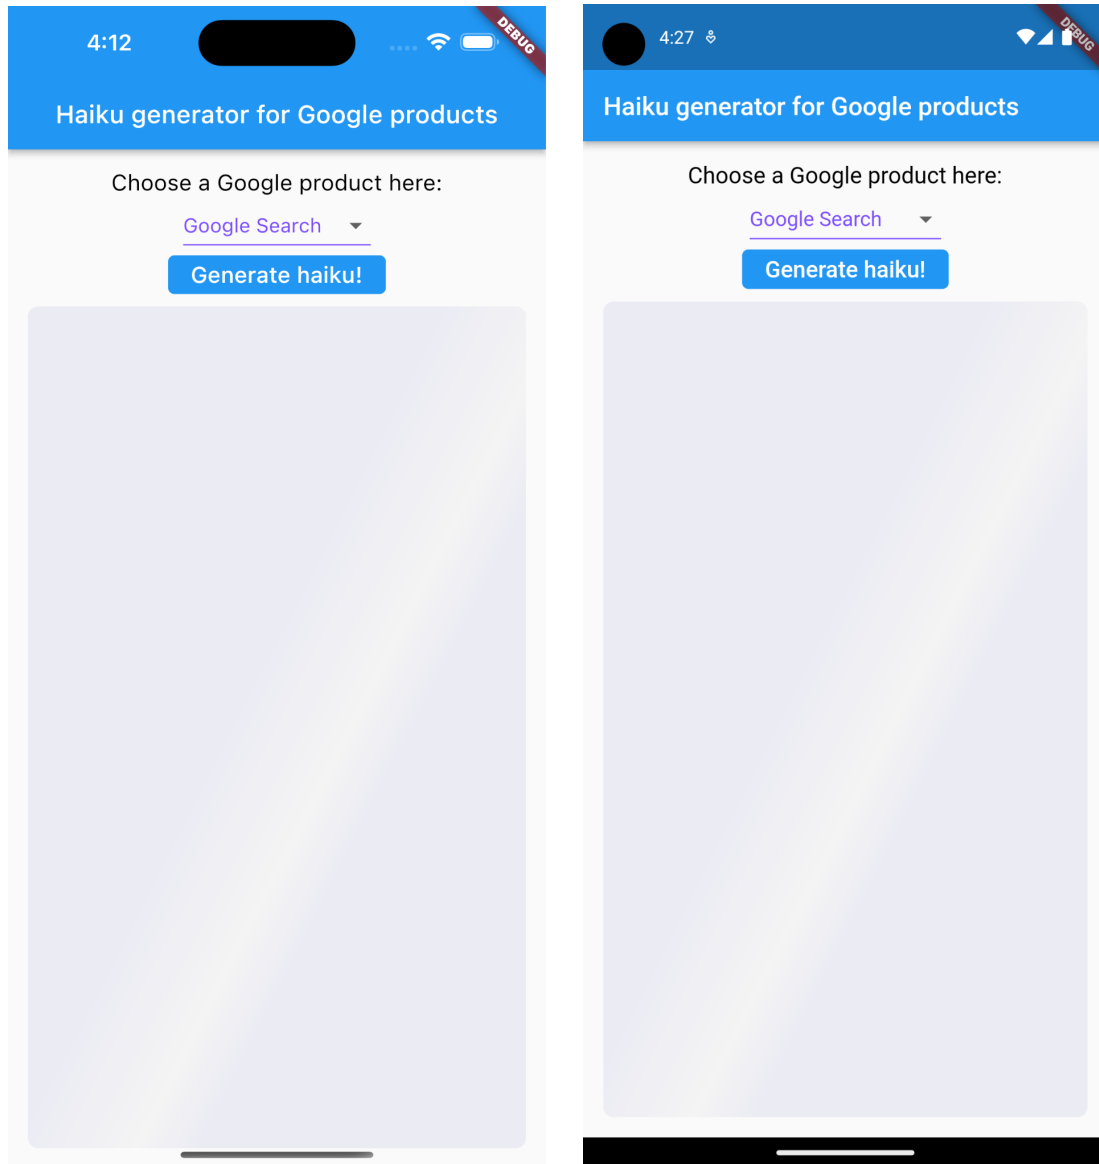 4:12
DEBUG
Haiku generator for Google products
Choose a Google product here:
Google Search
Generate haiku!
4:27
DEBUG
Haiku generator for Google products
Choose a Google product here:
Google Search
Generate haiku!